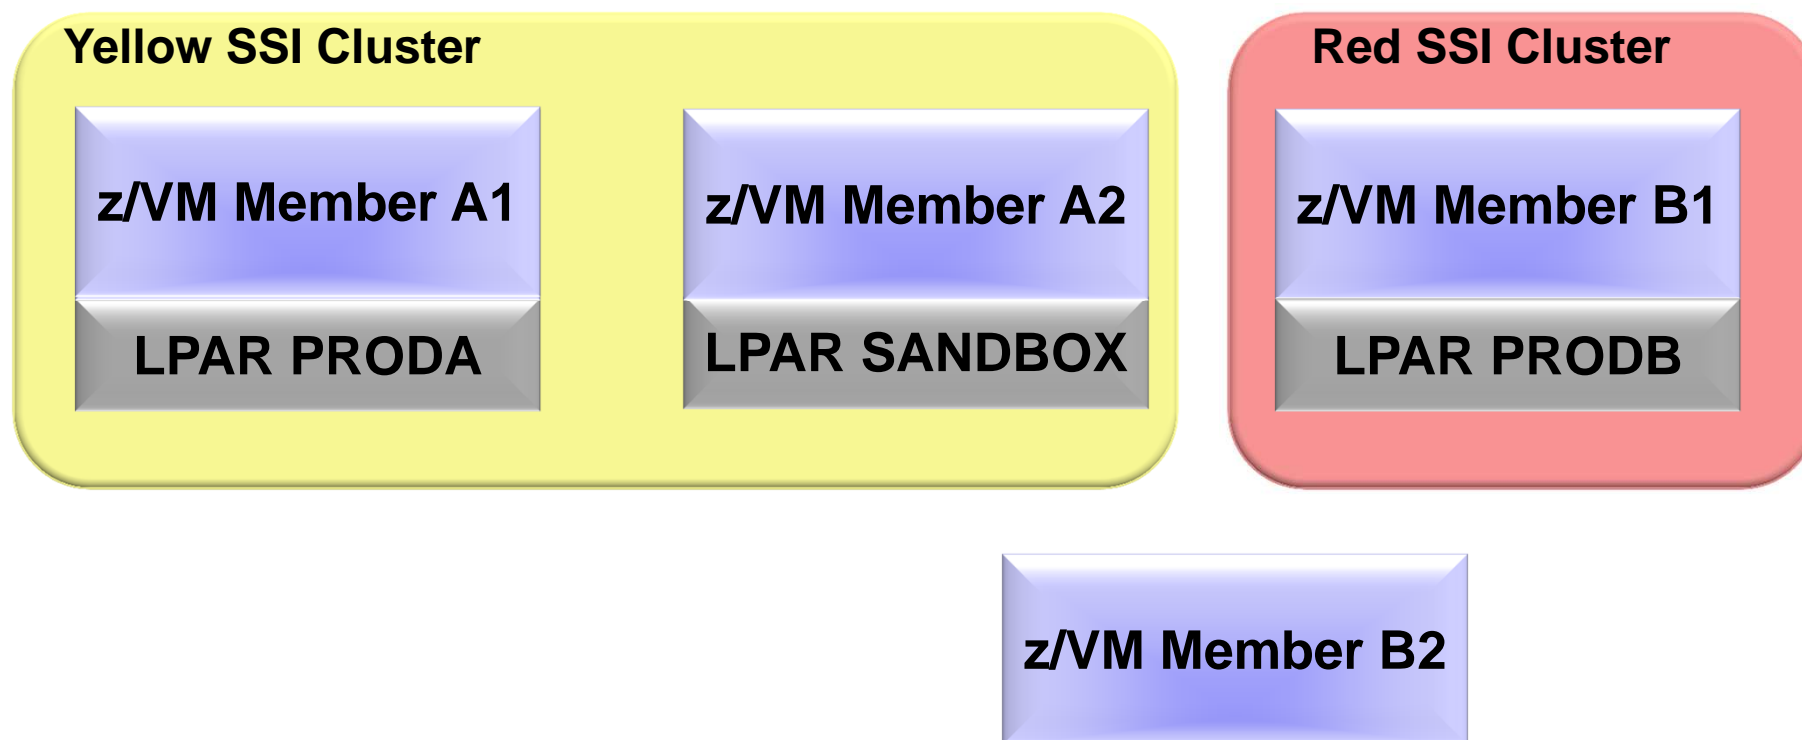 Yellow SSI Cluster
Red SSI Cluster
z/VM Member A1
z/VM Member A2
z/VM Member B1
LPAR PRODA
LPAR SANDBOX
LPAR PRODB
z/VM Member B2